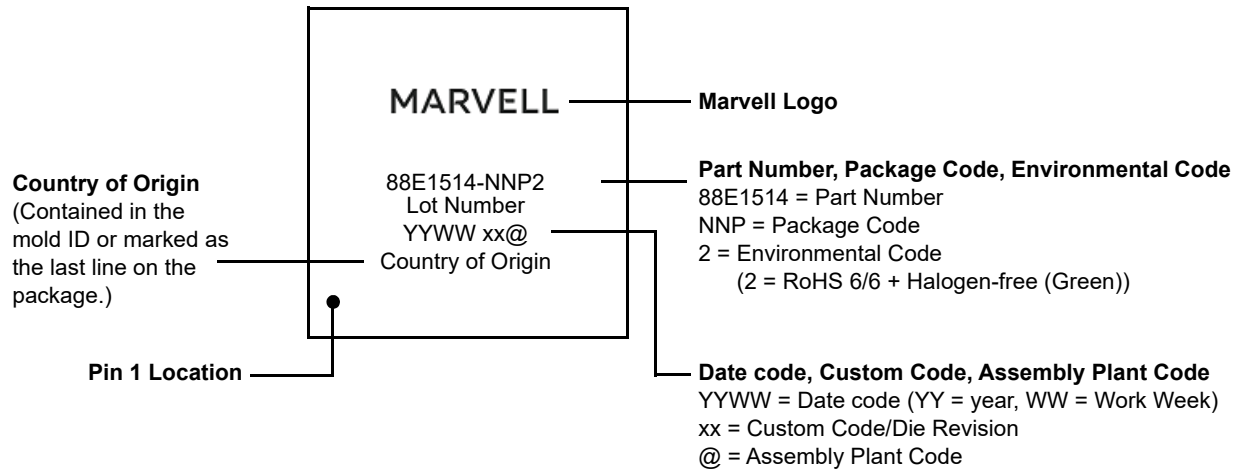 MARVELL
Marvell Logo
Country of Origin
(Contained in the
mold ID or marked as
the last line on the
package.)
88E1514-NNP2
Lot Number
YYWW xx@
Country of Origin
Part Number, Package Code, Environmental Code
88E1514 = Part Number
NNP = Package Code
2 = Environmental Code
(2 = RoHS 6/6 + Halogen-free (Green))
Pin 1 Location
Date code, Custom Code, Assembly Plant Code
YYWW = Date code (YY = year, WW = Work Week)
xx = Custom Code/Die Revision
@ = Assembly Plant Code